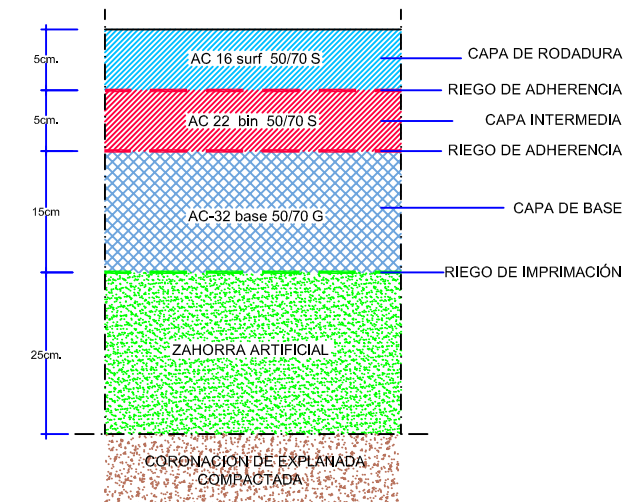 5cm.
AC 16 surf 50/70 S
CAPA DE RODADURA
RIEGO DE ADHERENCIA
5cm.
AC 22 bin 50/70 S
CAPA INTERMEDIA
RIEGO DE ADHERENCIA
15cm
AC-32 base 50/70 G
CAPA DE BASE
RIEGO DE IMPRIMACIÓN
25cm.
ZAHORRA ARTIFICIAL
CORONACION DE EXPLANADA
COMPACTADA